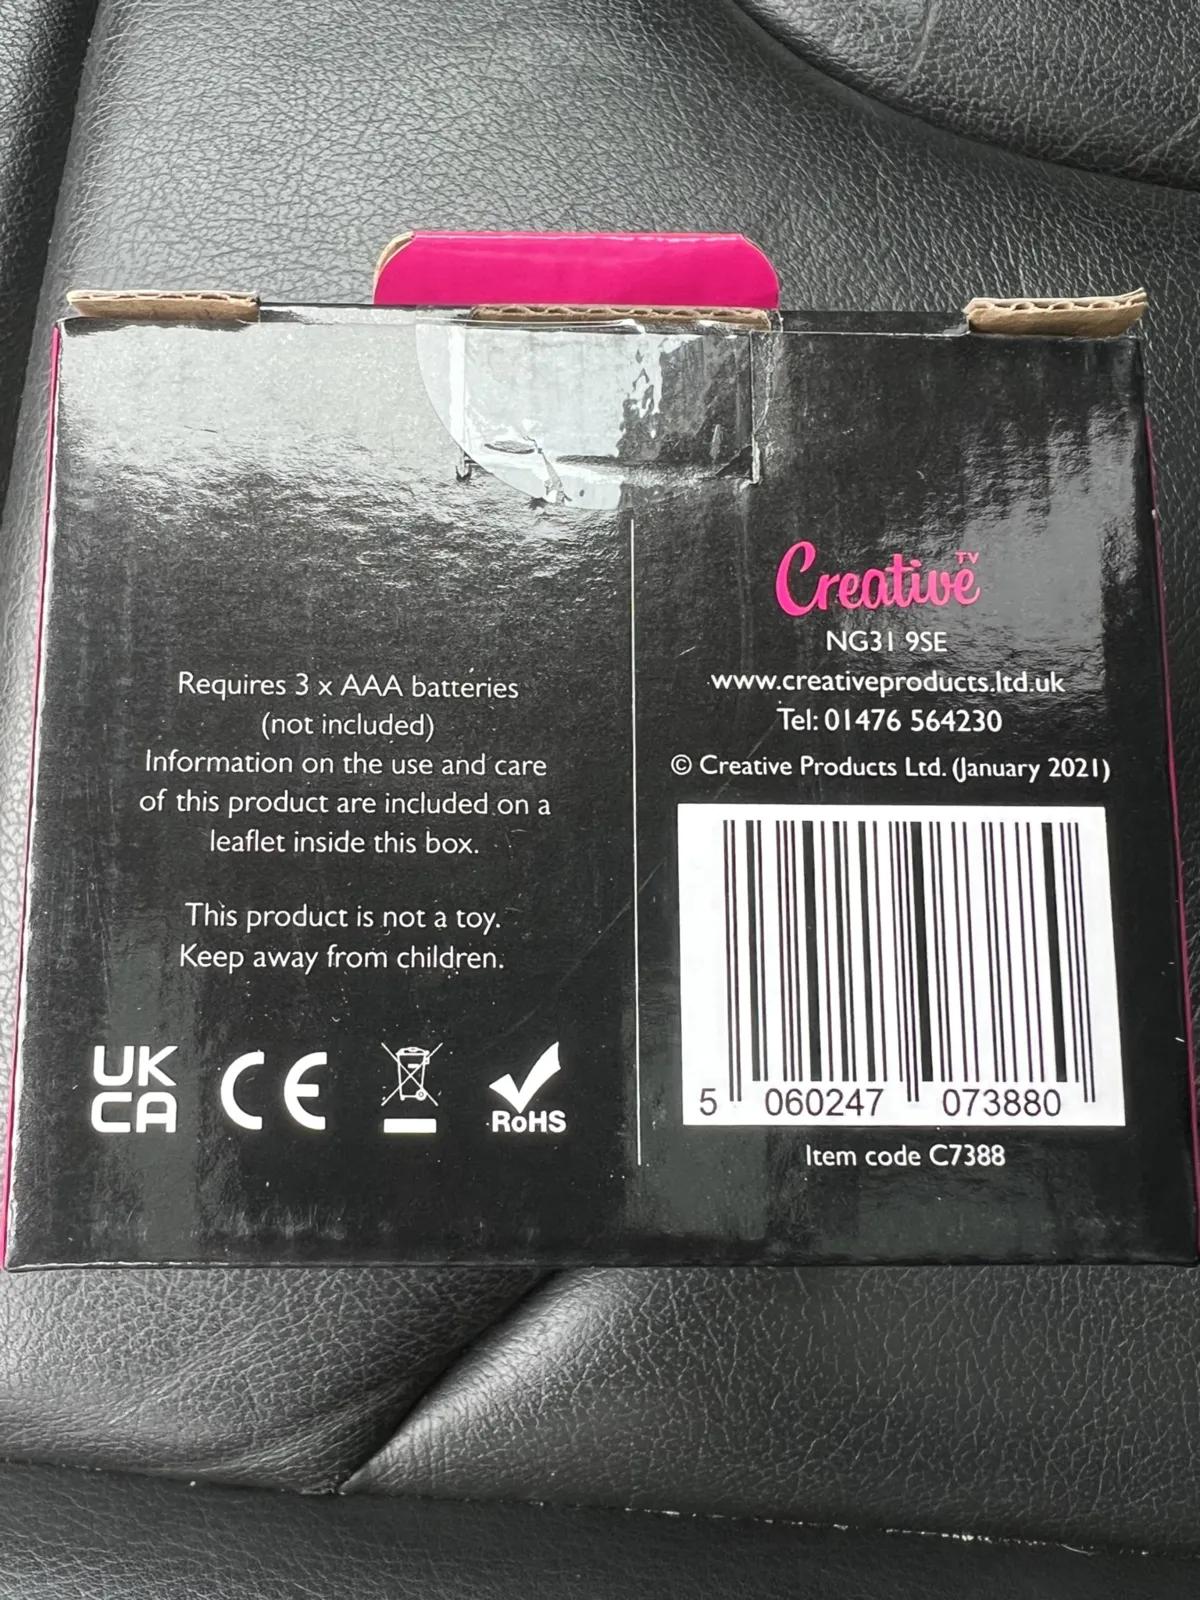 Requires 3 x AAA batteries
(not included)
Information on the use and care
of this product are included on a
leaflet inside this box.
This product is not a toy.
Keep away from children.
UK
CA
CE
RoHS
Creative TV
NG31 9SE
www.creativeproducts.ltd.uk
Tel: 01476 564230
© Creative Products Ltd. (January 2021)
5 060247 073880
Item code C7388